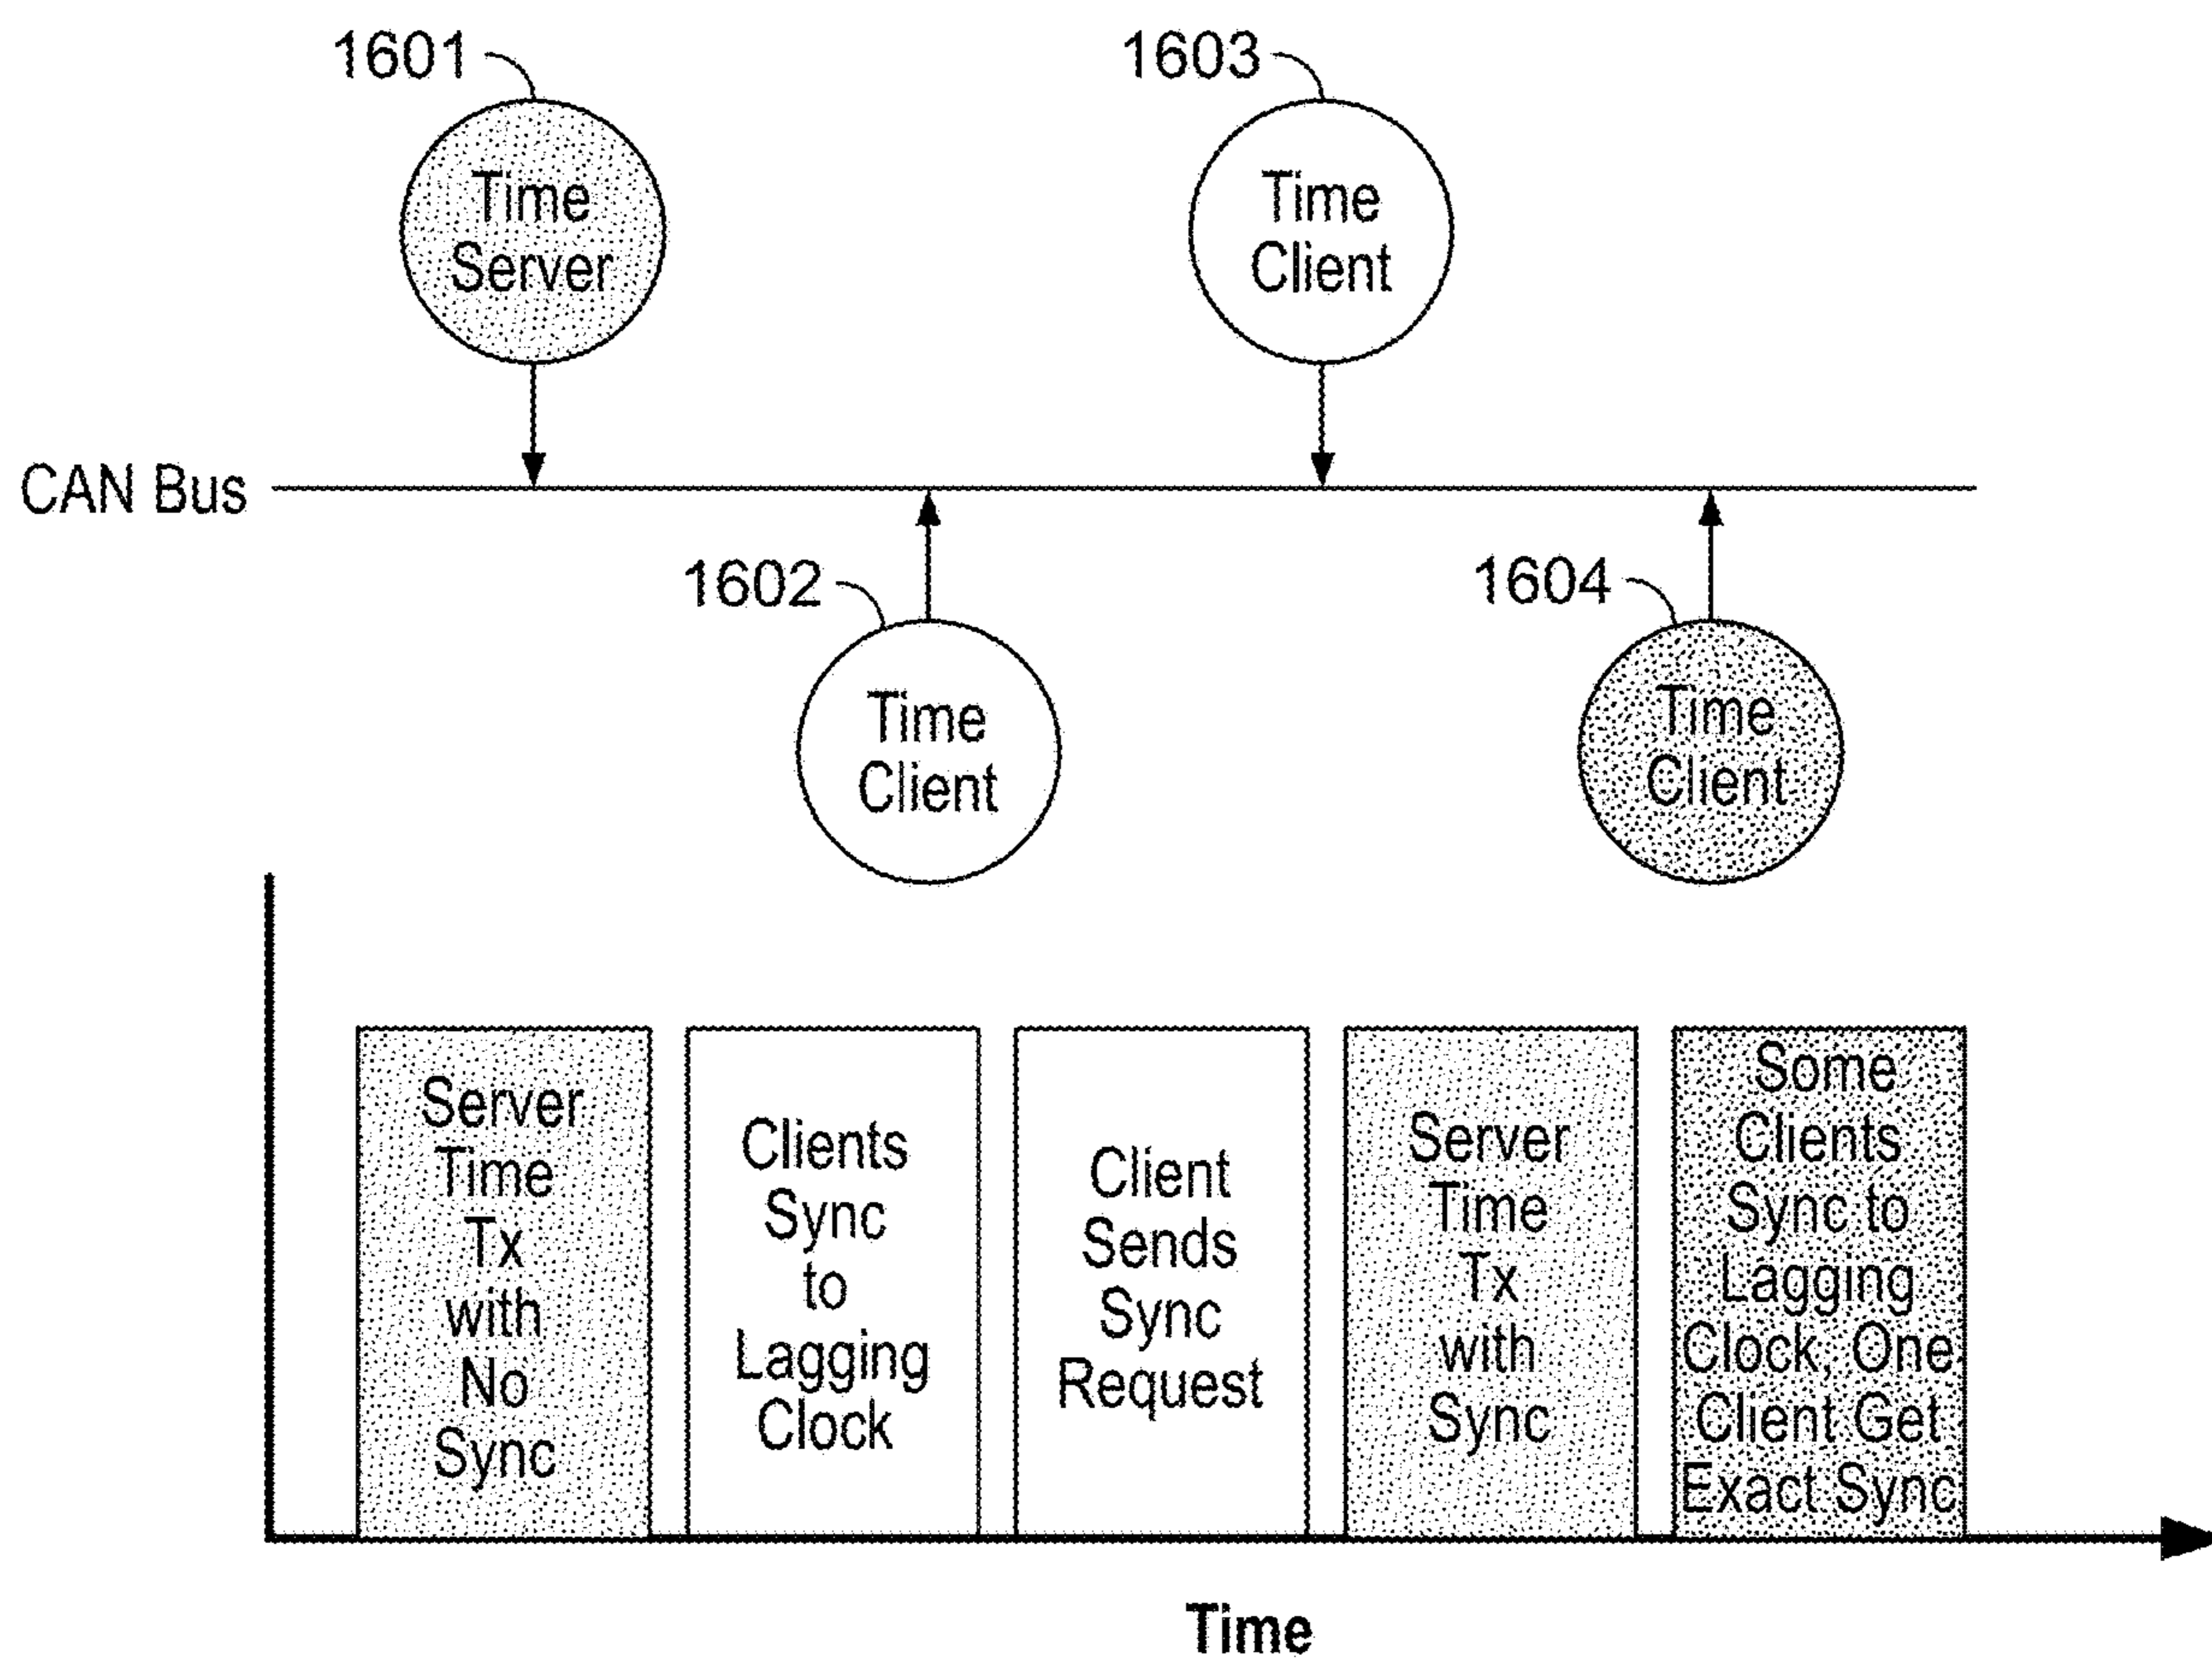 1601
1603
Time
Server
Time
Client
CAN Bus
1602
1604
Time
Client
Time
Client
Server
Time
Tx
with
No
Sync
Clients
Sync
to
Lagging
Clock
Client
Sends
Sync
Request
Server
Time
Tx
with
Sync
Some
Clients
Sync to
Lagging
Clock, One
Client Get
Exact Sync
Time